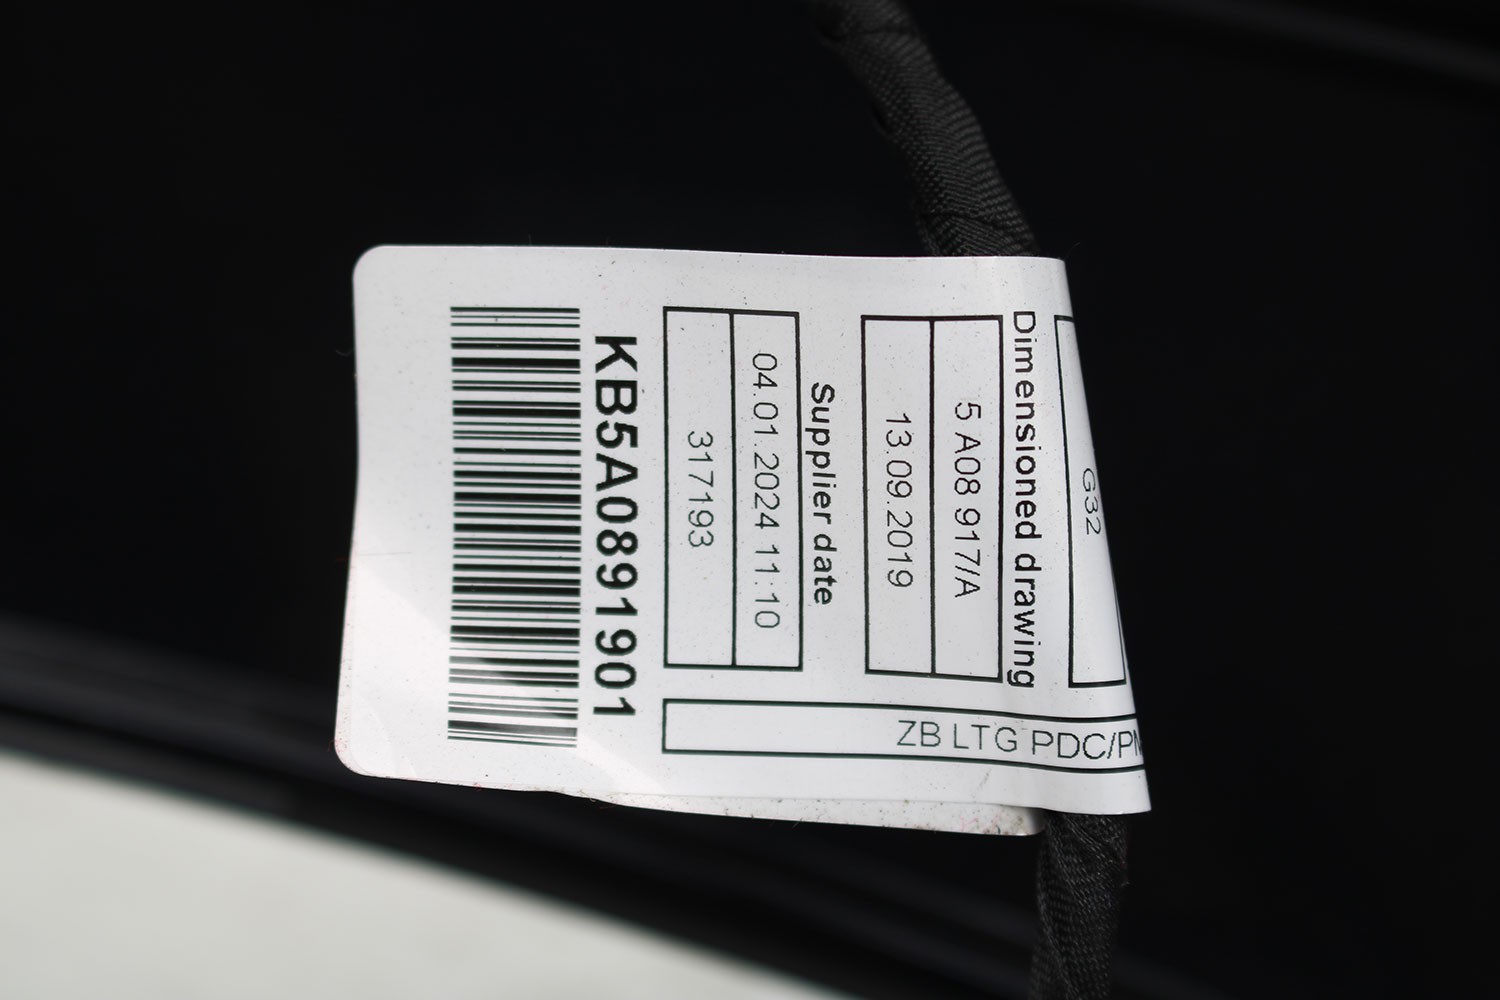 G32
Dimensioned drawing
5 A08 917/A
13.09.2019
Supplier date
04.01.2024 11:10
317193
KB5A0891901
ZB LTG PDC/PM